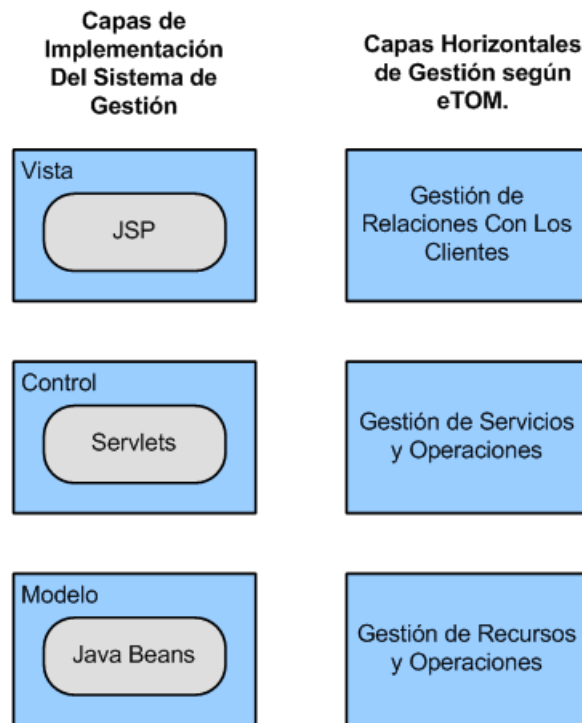 Capas de
Implementación
Del Sistema de
Gestión
Capas Horizontales
de Gestión según
eTOM.
Vista
JSP
Gestión de
Relaciones Con Los
Clientes
Control
Servlets
Gestión de Servicios
y Operaciones
Modelo
Java Beans
Gestión de Recursos
y Operaciones